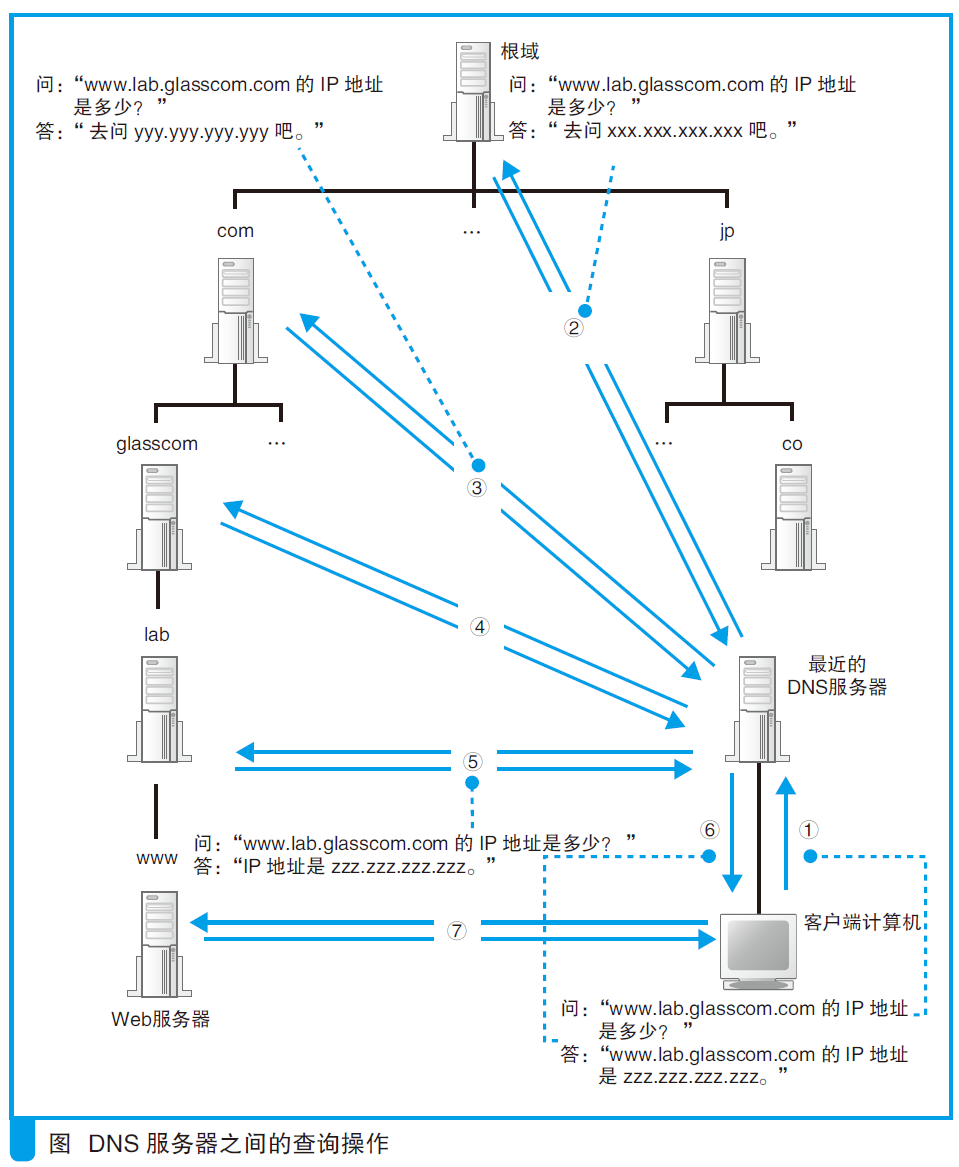 根域
问：“www.lab.glasscom.com 的 IP 地址
是多少？ ”
答：“ 去问 yyy.yyy.yyy.yyy 吧。”
问：“www.lab.glasscom.com 的 IP 地址
是多少？ ”
答：“ 去问 xxx.xxx.xxx.xxx 吧。”
com
…
jp
②
glasscom
…
…
co
③
④
lab
最近的
DNS服务器
⑤
⑥
①
问：“www.lab.glasscom.com 的 IP 地址是多少？ ”
答：“IP 地址是 zzz.zzz.zzz.zzz。”
www
⑦
客户端计算机
Web服务器
问：“www.lab.glasscom.com 的 IP 地址
是多少？ ”
答：“www.lab.glasscom.com 的 IP 地址
是 zzz.zzz.zzz.zzz。”
图 DNS 服务器之间的查询操作